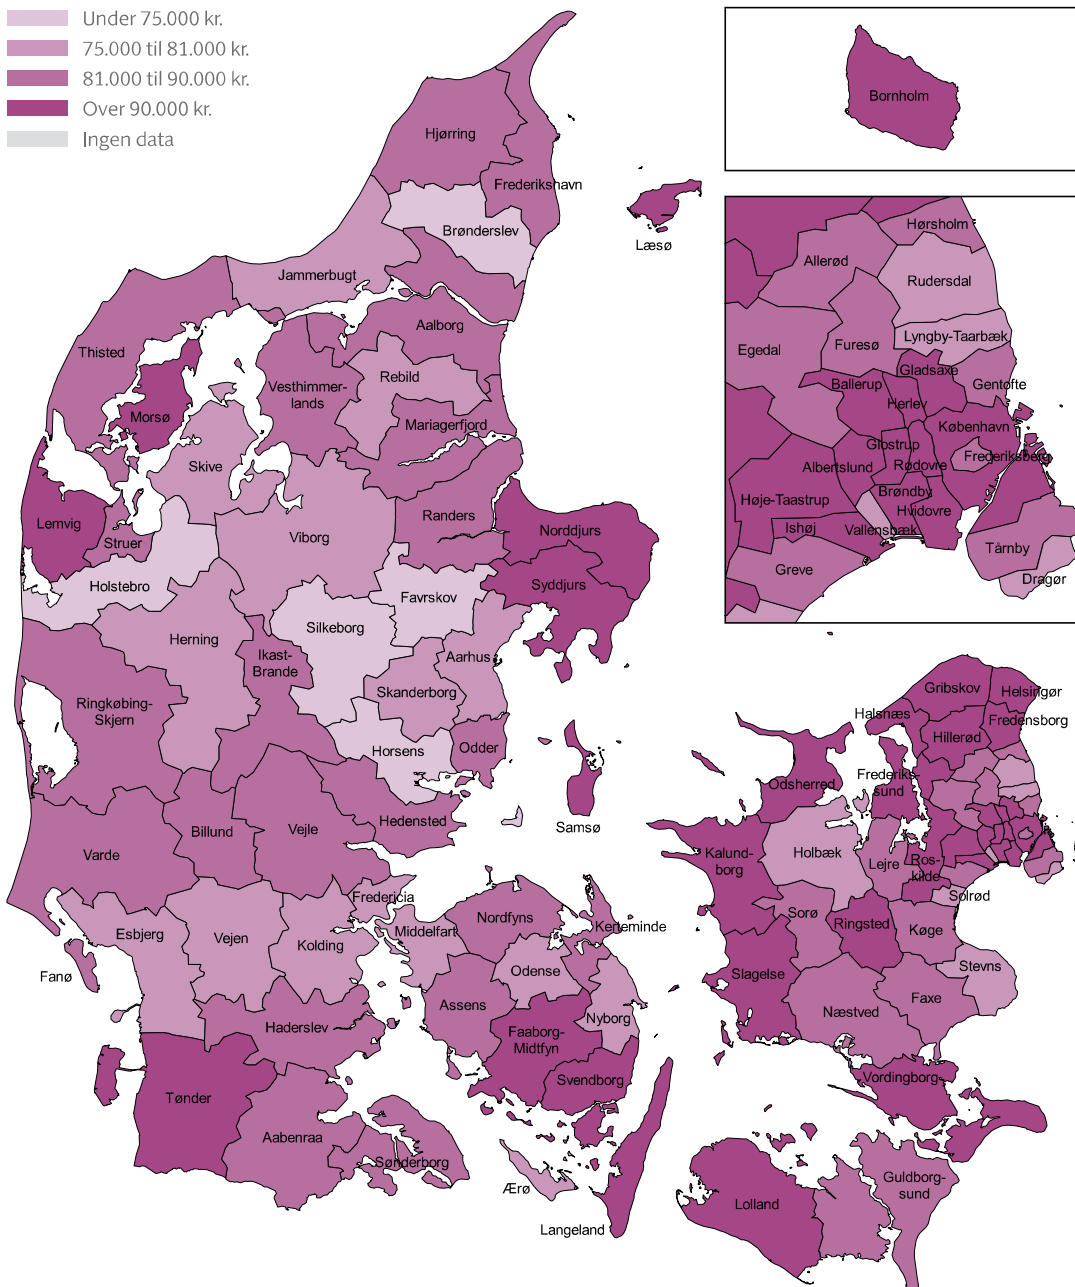 Under 75.000 kr.
75.000 til 81.000 kr.
81.000 til 90.000 kr.
Over 90.000 kr.
Ingen data
Bornholm
Hjørring
Frederikshavn
Brønderslev
Læsø
Jammerbugt
Aalborg
Thisted
Rebild
Vesthimmer-
lands
Morsø
Mariagerfjord
Skive
Lemvig
Struer
Viborg
Randers
Norddjurs
Holstebro
Favrskov
Syddjurs
Silkeborg
Herning
Ikast-
Brande
Aarhus
Skanderborg
Ringkøbing-
Skjern
Horsens
Odder
Samsø
Hedensted
Billund
Vejle
Varde
Fredericia
Esbjerg
Vejen
Kolding
Middelfart
Nordfyns
Kerteminde
Odense
Fanø
Assens
Nyborg
Haderslev
Faaborg-
Midtfyn
Svendborg
Tønder
Aabenraa
Sønderborg
Ærø
Langeland
Hørsholm
Allerød
Rudersdal
Lyngby-Taarbæk
Egedal
Furesø
Gladsaxe
Ballerup
Gentofte
Herlev
København
Glostrup
Frederiksberg
Albertslund
Rødovre
Høje-Taastrup
Brøndby
Hvidovre
Ishøj
Vallensbæk
Tårnby
Greve
Dragør
Gribskov
Helsingør
Halsnæs
Fredensborg
Hillerød
Odsherred
Frederiks-
sund
Kalund-
borg
Holbæk
Lejre
Ros-
kilde
Solrød
Sorø
Ringsted
Køge
Slagelse
Stevns
Næstved
Faxe
Vordingborg
Guldborg-
sund
Lolland